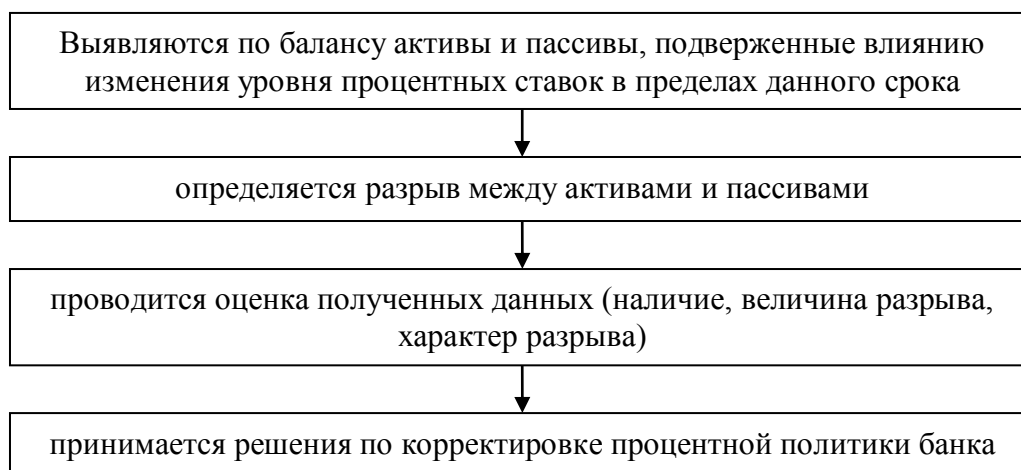 Выявляются по балансу активы и пассивы, подверженные влиянию
изменения уровня процентных ставок в пределах данного срока
определяется разрыв между активами и пассивами
проводится оценка полученных данных (наличие, величина разрыва,
характер разрыва)
принимается решения по корректировке процентной политики банка